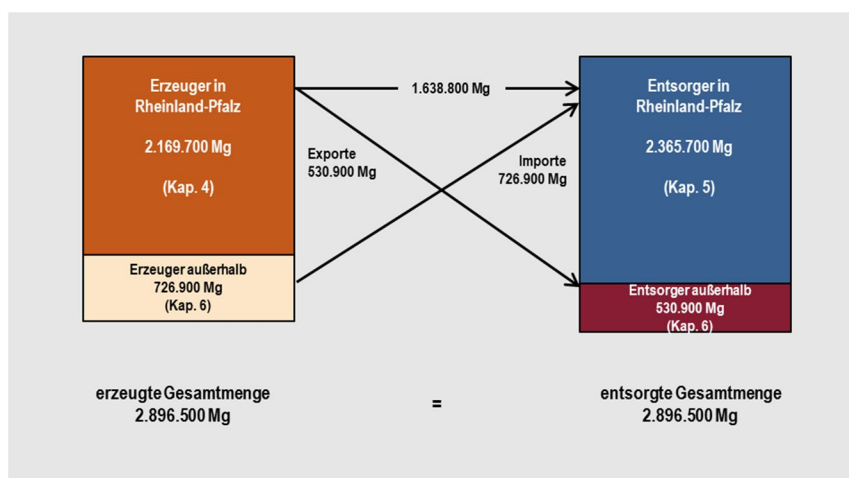 Erzeuger in
Rheinland-Pfalz
2.169.700 Mg
(Kap. 4)
Erzeuger außerhalb
726.900 Mg
(Kap. 6)
1.638.800 Mg
Exporte
530.900 Mg
Importe
726.900 Mg
Entsorger in
Rheinland-Pfalz
2.365.700 Mg
(Kap. 5)
Entsorger außerhalb
530.900 Mg
(Kap. 6)
erzeugte Gesamtmenge
2.896.500 Mg
=
entsorgte Gesamtmenge
2.896.500 Mg